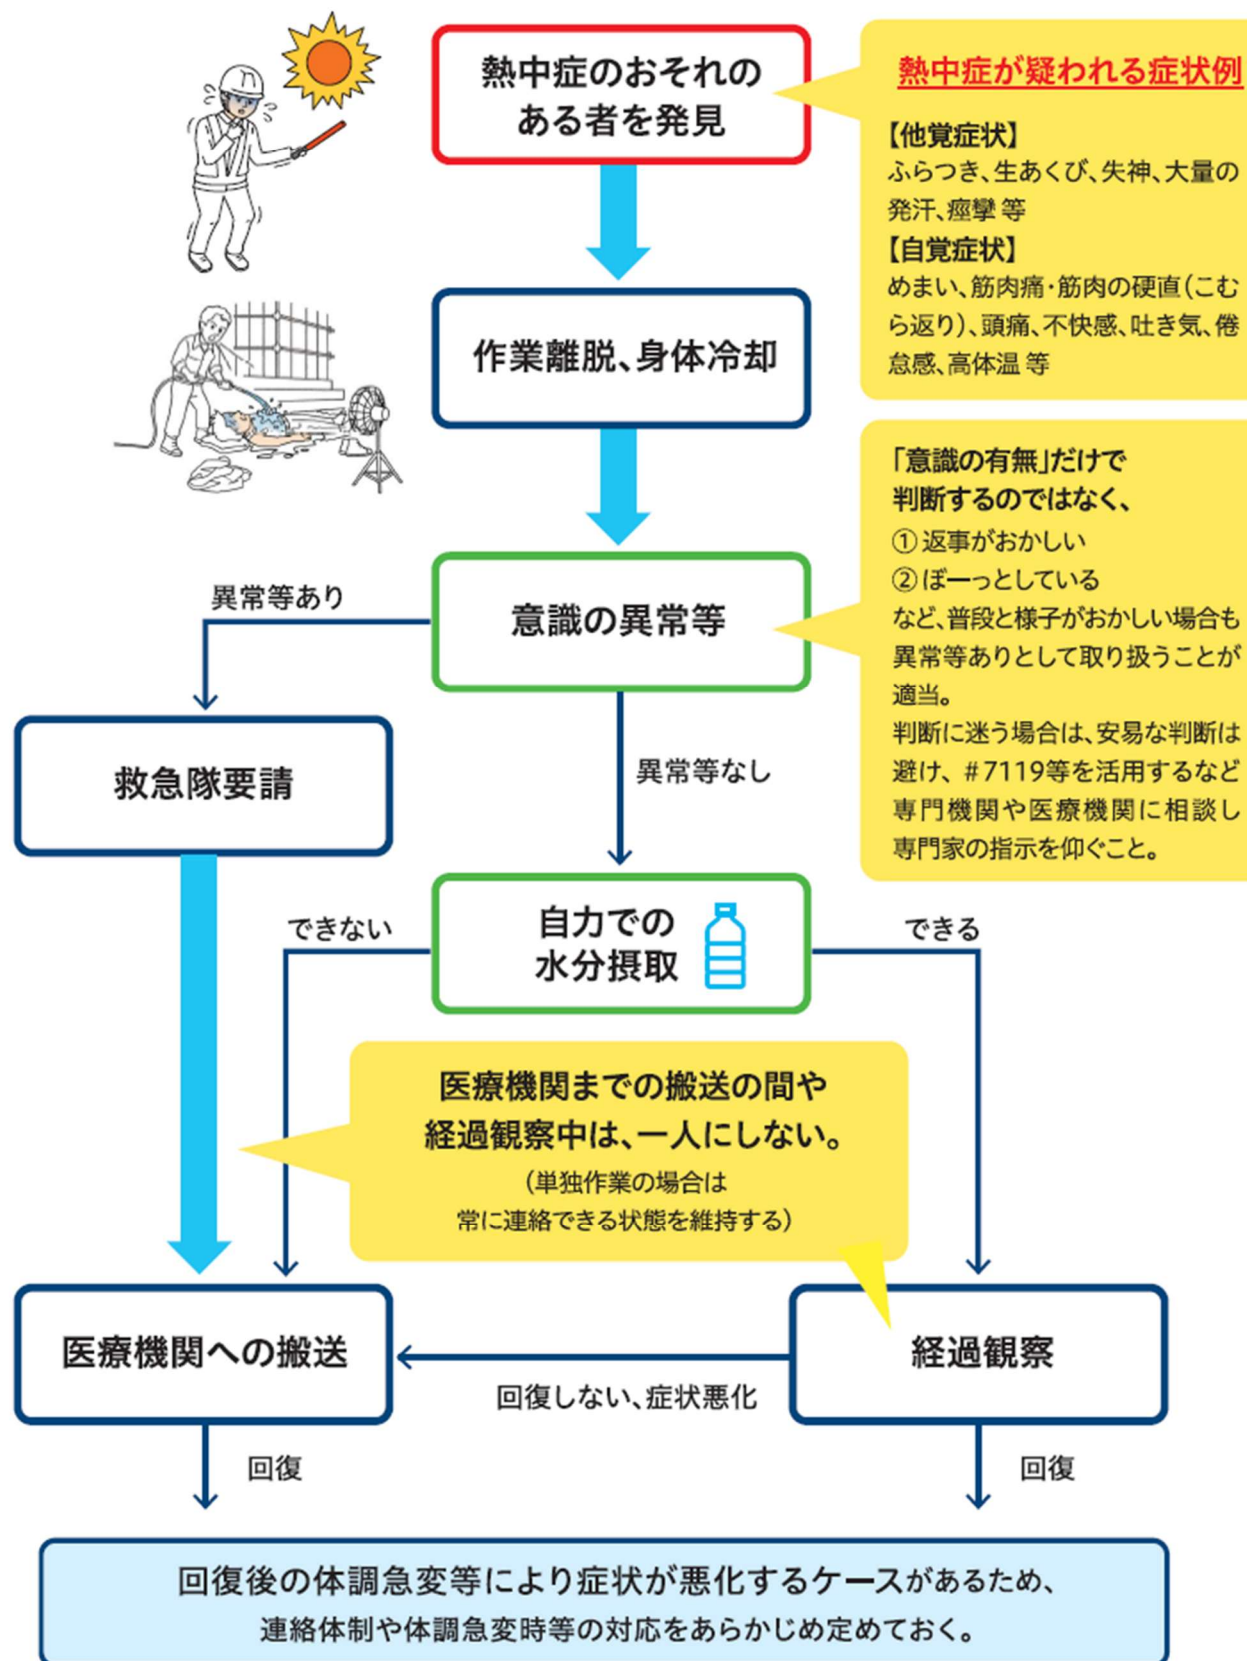 熱中症のおそれの
ある者を発見
熱中症が疑われる症状例
【他覚症状】
ふらつき、生あくび、失神、大量の
発汗、痙攣 等
【自覚症状】
めまい、筋肉痛・筋肉の硬直(こむ
ら返り)、頭痛、不快感、吐き気、倦
怠感、高体温 等
作業離脱、身体冷却
「意識の有無」だけで
判断するのではなく、
① 返事がおかしい
② ぼーっとしている
など、普段と様子がおかしい場合も
異常等ありとして取り扱うことが
適当。
判断に迷う場合は、安易な判断は
避け、#7119等を活用するなど
専門機関や医療機関に相談し
専門家の指示を仰ぐこと。
意識の異常等
異常等あり
救急隊要請
異常等なし
自力での
水分摂取
できない
できる
医療機関までの搬送の間や
経過観察中は、一人にしない。
(単独作業の場合は
常に連絡できる状態を維持する)
医療機関への搬送
経過観察
回復しない、症状悪化
回復
回復
回復後の体調急変等により症状が悪化するケースがあるため、
連絡体制や体調急変時等の対応をあらかじめ定めておく。